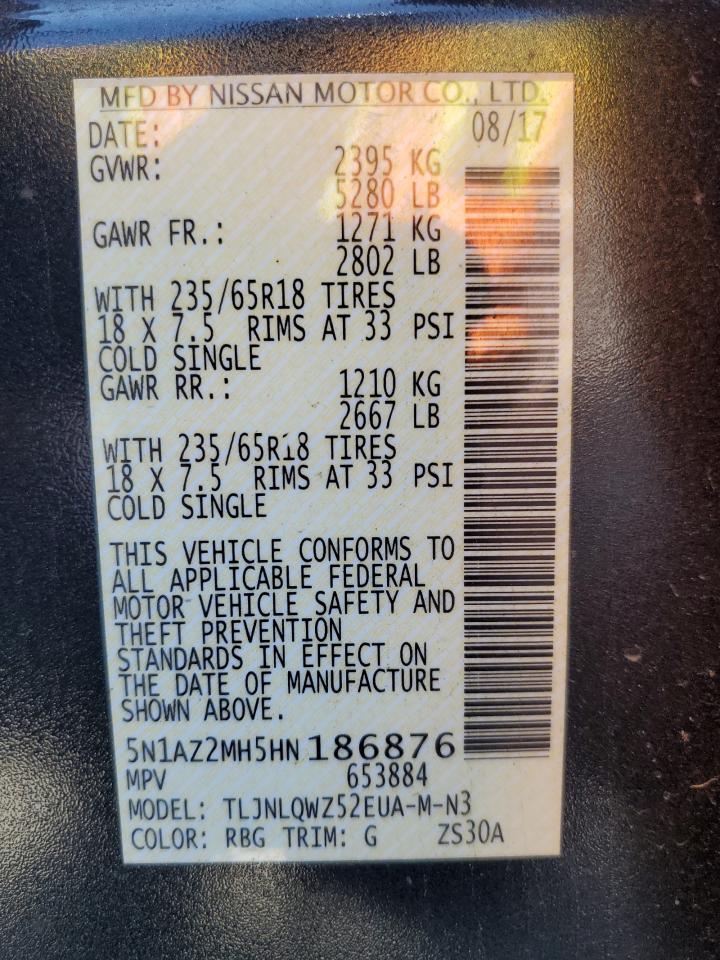 MFD BY NISSAN MOTOR CO., LTD.
DATE: 08/17
GVWR: 2395 KG
5280 LB
GAWR FR.: 1271 KG
2802 LB
WITH 235/65R18 TIRES
18 X 7.5 RIMS AT 33 PSI
COLD SINGLE
GAWR RR.: 1210 KG
2667 LB
WITH 235/65R18 TIRES
18 X 7.5 RIMS AT 33 PSI
COLD SINGLE
THIS VEHICLE CONFORMS TO
ALL APPLICABLE FEDERAL
MOTOR VEHICLE SAFETY AND
THEFT PREVENTION
STANDARDS IN EFFECT ON
THE DATE OF MANUFACTURE
SHOWN ABOVE.
5N1AZ2MH5HN186876
MPV 653884
MODEL: TLJNLQWZ52EUA-M-N3
COLOR: RBG TRIM: G ZS30A